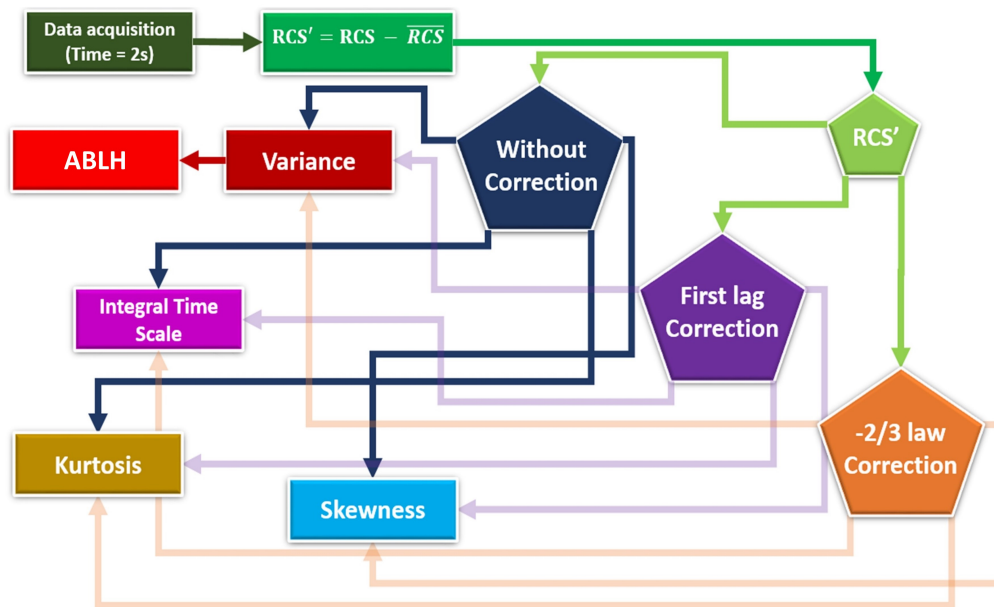 Data acquisition
(Time = 2s)
RCS′ = RCS − \overline{RCS}
RCS'
Without
Correction
ABLH
Variance
First lag
Correction
Integral Time
Scale
-2/3 law
Correction
Kurtosis
Skewness